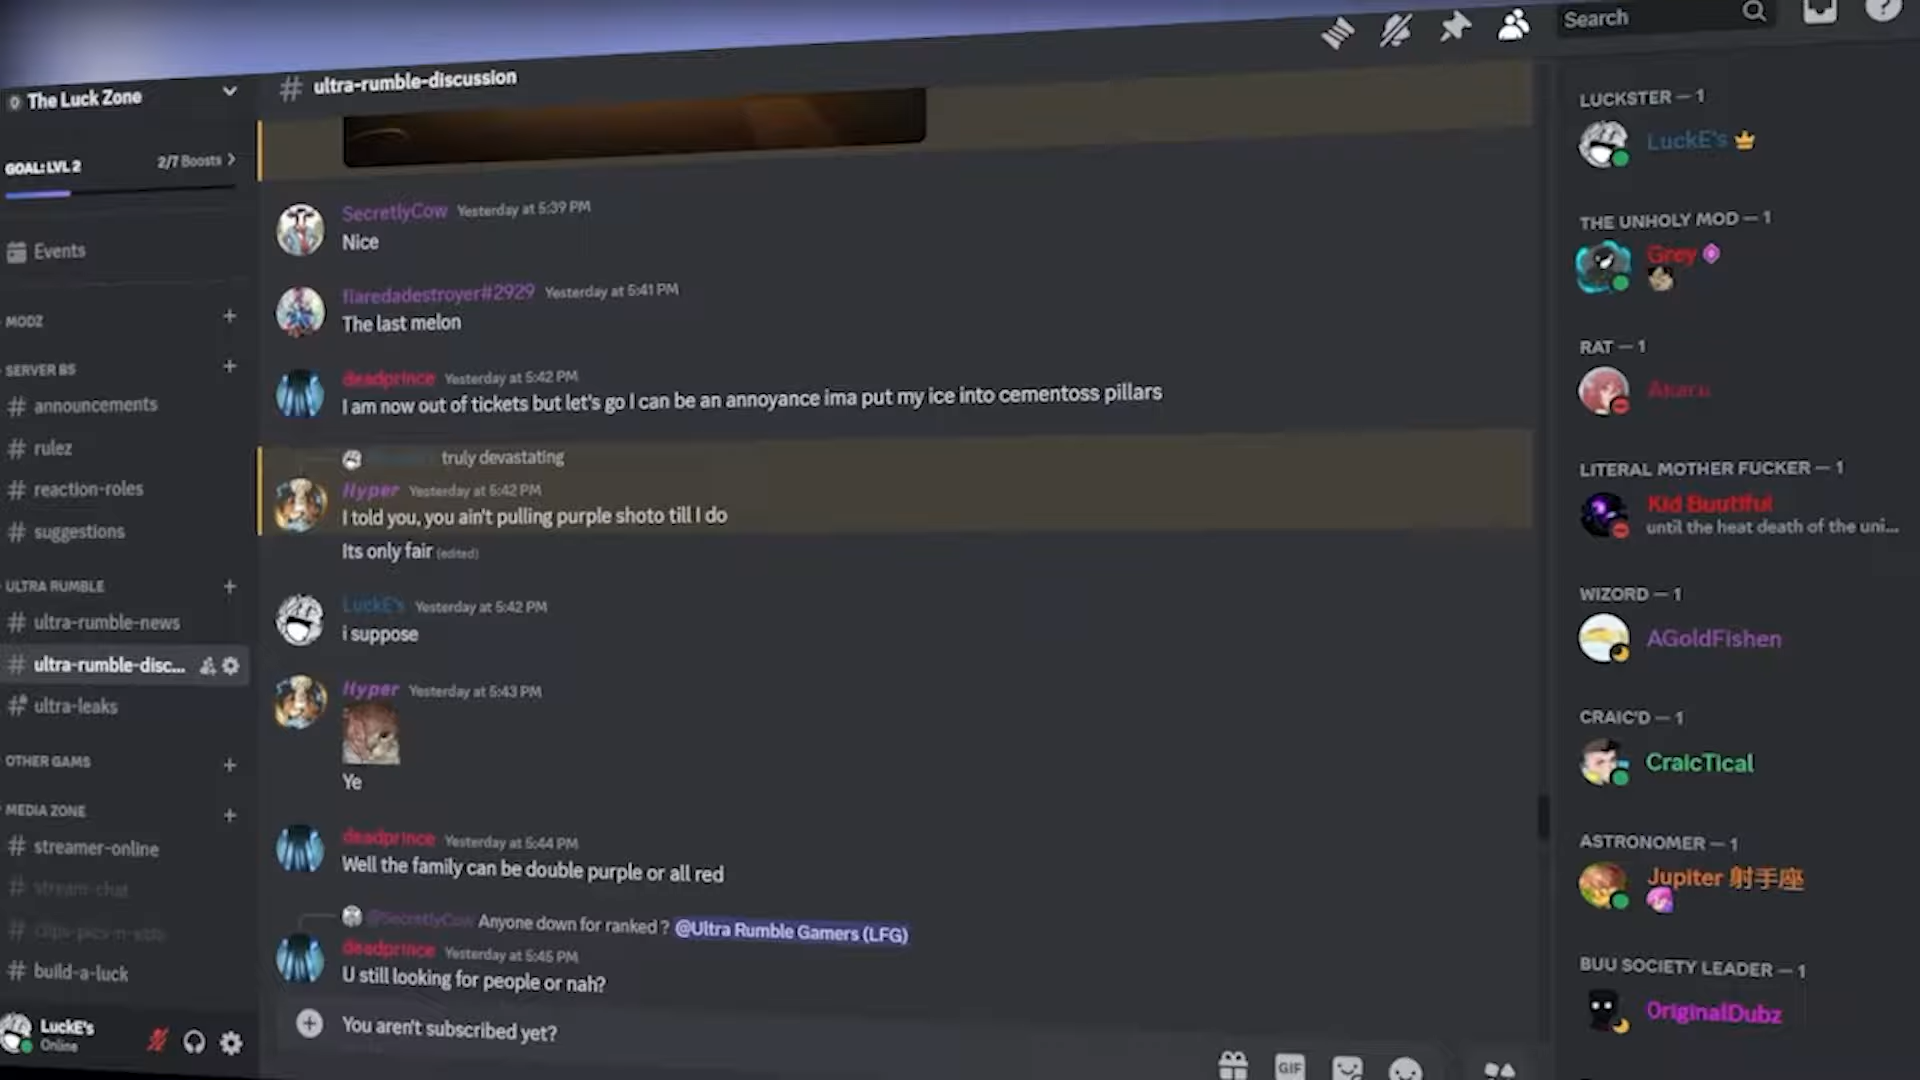 The Luck Zone
GOAL: LVL 2
2/7 Boosts
Events
MODZ
SERVER BS
announcements
rulez
reaction-roles
suggestions
ULTRA RUMBLE
ultra-rumble-news
ultra-rumble-disc...
ultra-leaks
OTHER GAMS
MEDIA ZONE
streamer-online
stream-chat
build-a-luck
LuckE's
Online
# ultra-rumble-discussion
SecretlyCow Yesterday at 5:39 PM
Nice
flaredadestroyer#2929 Yesterday at 5:41 PM
The last melon
deadprince Yesterday at 5:42 PM
I am now out of tickets but let's go I can be an annoyance ima put my ice into cementoss pillars
truly devastating
Hyper Yesterday at 5:42 PM
I told you, you ain't pulling purple shoto till I do
Its only fair (edited)
LuckE's Yesterday at 5:42 PM
i suppose
Hyper Yesterday at 5:43 PM
Ye
deadprince Yesterday at 5:44 PM
Well the family can be double purple or all red
@SecretlyCow Anyone down for ranked ? @Ultra Rumble Gamers (LFG)
deadprince Yesterday at 5:45 PM
U still looking for people or nah?
You aren't subscribed yet?
GIF
Search
LUCKSTER — 1
LuckE's
THE UNHOLY MOD — 1
Grey
RAT — 1
Akaru
LITERAL MOTHER FUCKER — 1
Kid Buutiful
until the heat death of the uni...
WIZORD — 1
AGoldFishen
CRAIC'D — 1
CraicTical
ASTRONOMER — 1
Jupiter 射手座
BUU SOCIETY LEADER — 1
OriginalDubz